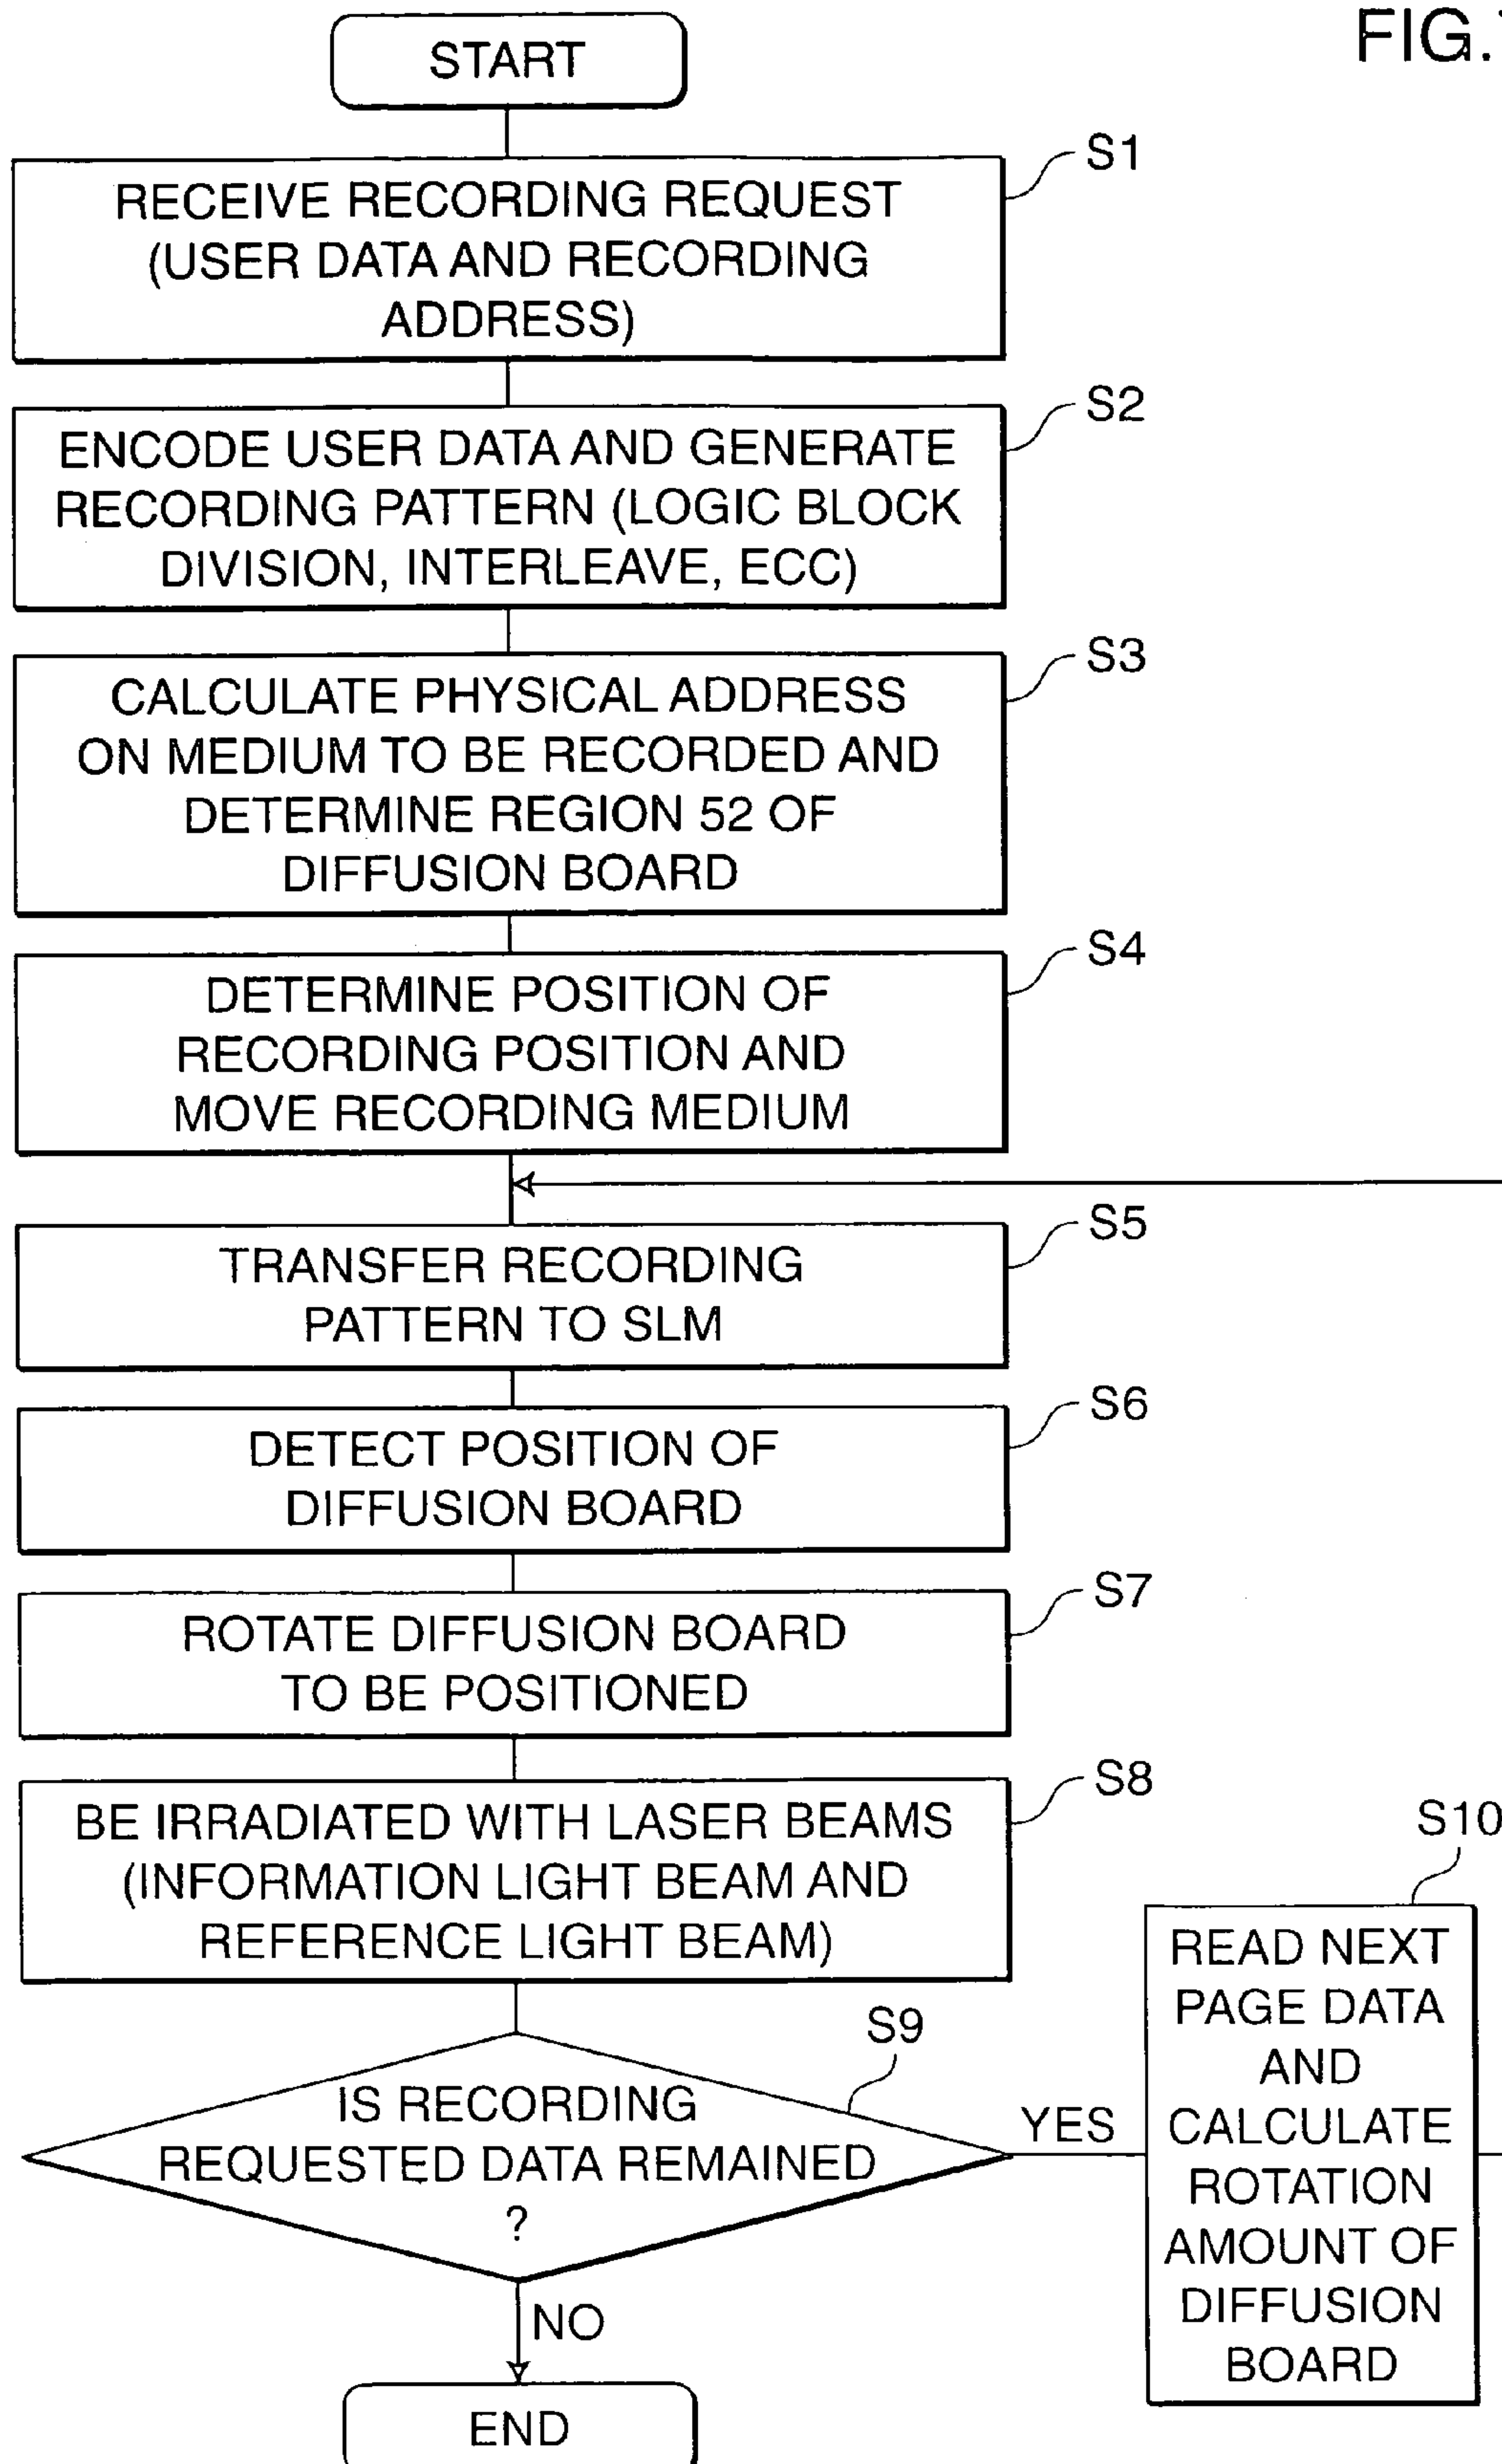 FIG.
START
S1
RECEIVE RECORDING REQUEST
(USER DATA AND RECORDING
ADDRESS)
S2
ENCODE USER DATA AND GENERATE
RECORDING PATTERN (LOGIC BLOCK
DIVISION, INTERLEAVE, ECC)
S3
CALCULATE PHYSICAL ADDRESS
ON MEDIUM TO BE RECORDED AND
DETERMINE REGION 52 OF
DIFFUSION BOARD
S4
DETERMINE POSITION OF
RECORDING POSITION AND
MOVE RECORDING MEDIUM
S5
TRANSFER RECORDING
PATTERN TO SLM
S6
DETECT POSITION OF
DIFFUSION BOARD
S7
ROTATE DIFFUSION BOARD
TO BE POSITIONED
S8
BE IRRADIATED WITH LASER BEAMS
(INFORMATION LIGHT BEAM AND
REFERENCE LIGHT BEAM)
S9
IS RECORDING
REQUESTED DATA REMAINED
?
YES
S10
READ NEXT
PAGE DATA
AND
CALCULATE
ROTATION
AMOUNT OF
DIFFUSION
BOARD
NO
END